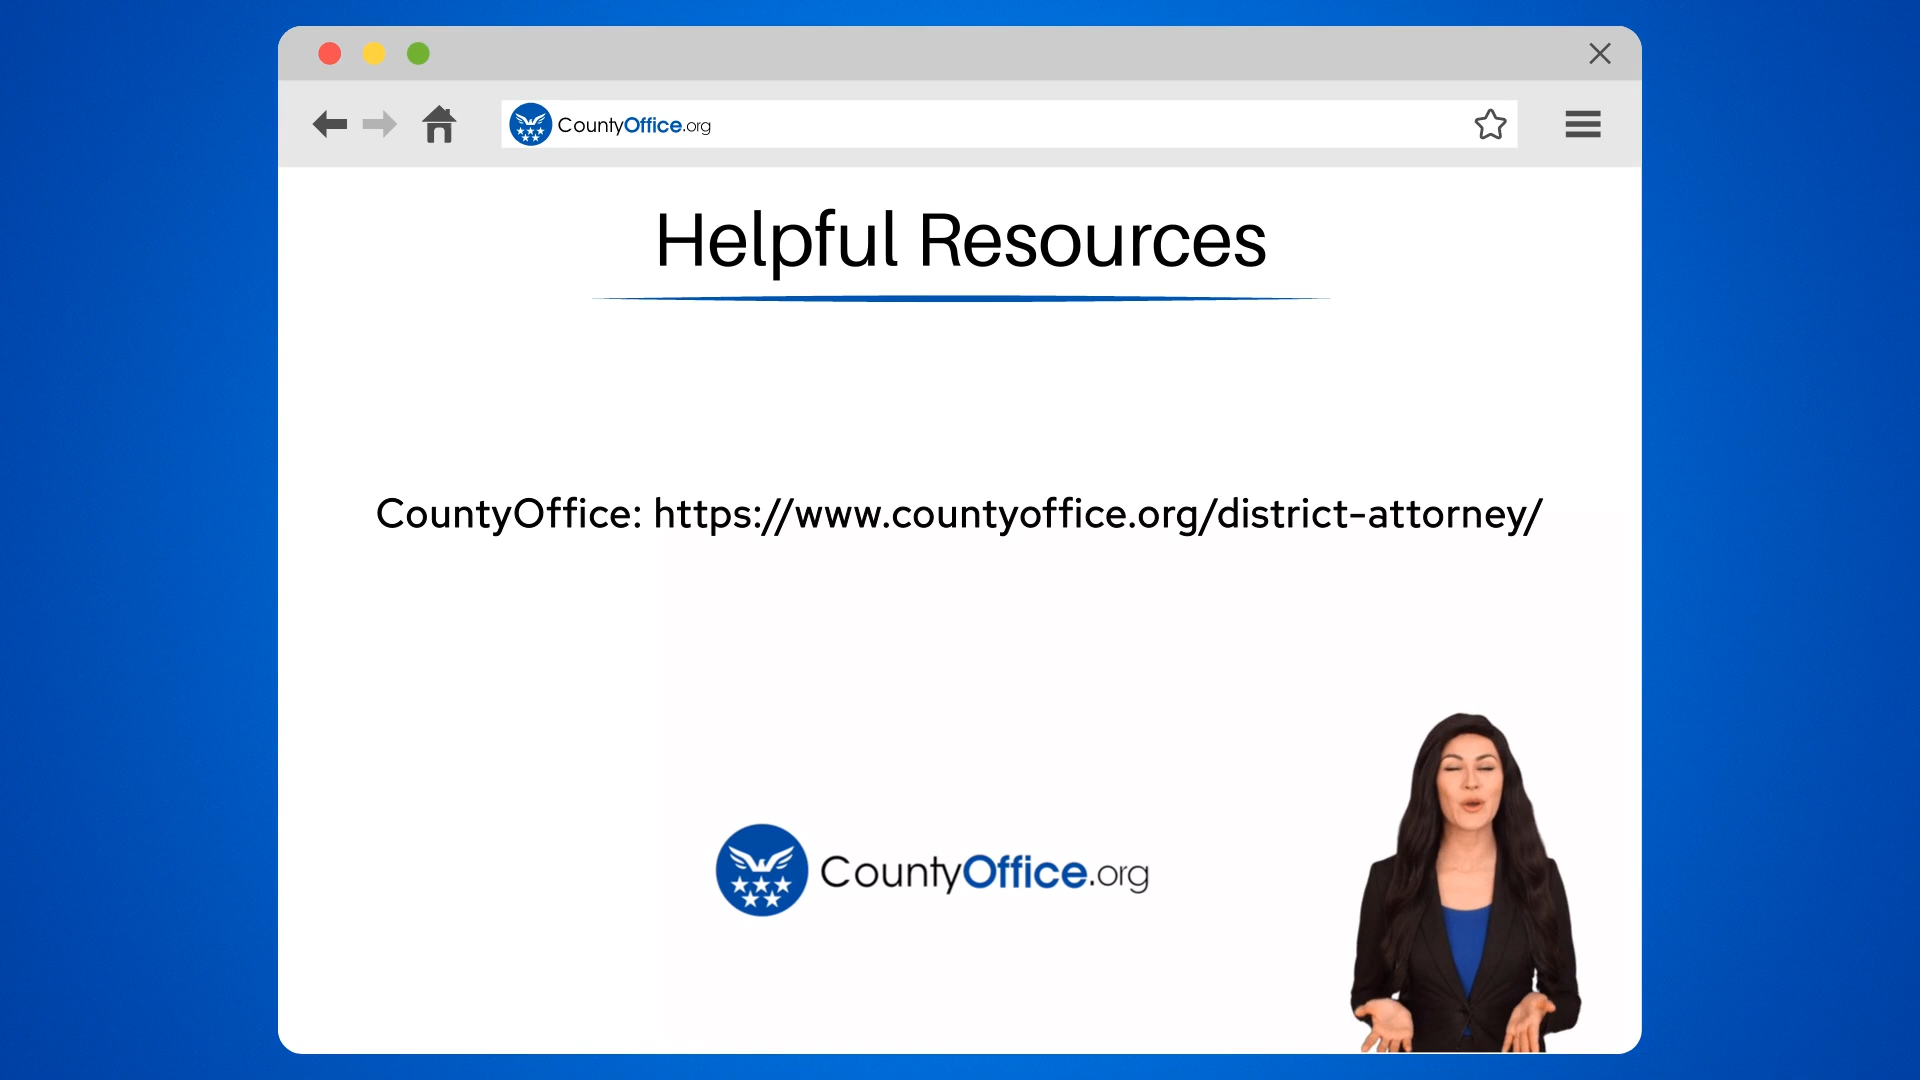 CountyOffice.org
Helpful Resources
CountyOffice: https://www.countyoffice.org/district-attorney/
CountyOffice.org